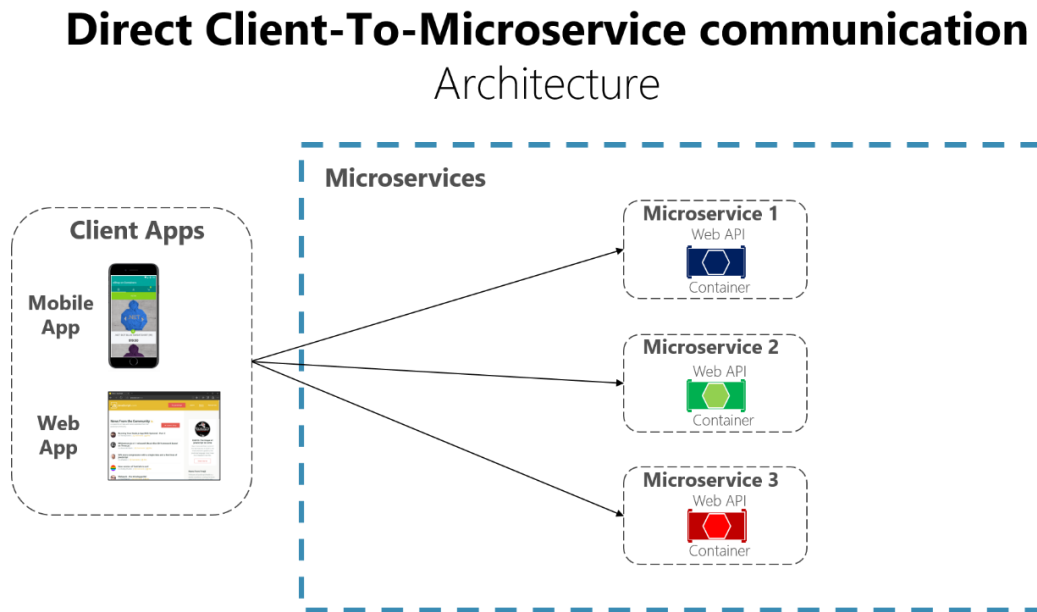 Direct Client-To-Microservice communication
Architecture
Microservices
Client Apps
Mobile
App
Web
App
Microservice 1
Web API
Container
Microservice 2
Web API
Container
Microservice 3
Web API
Container